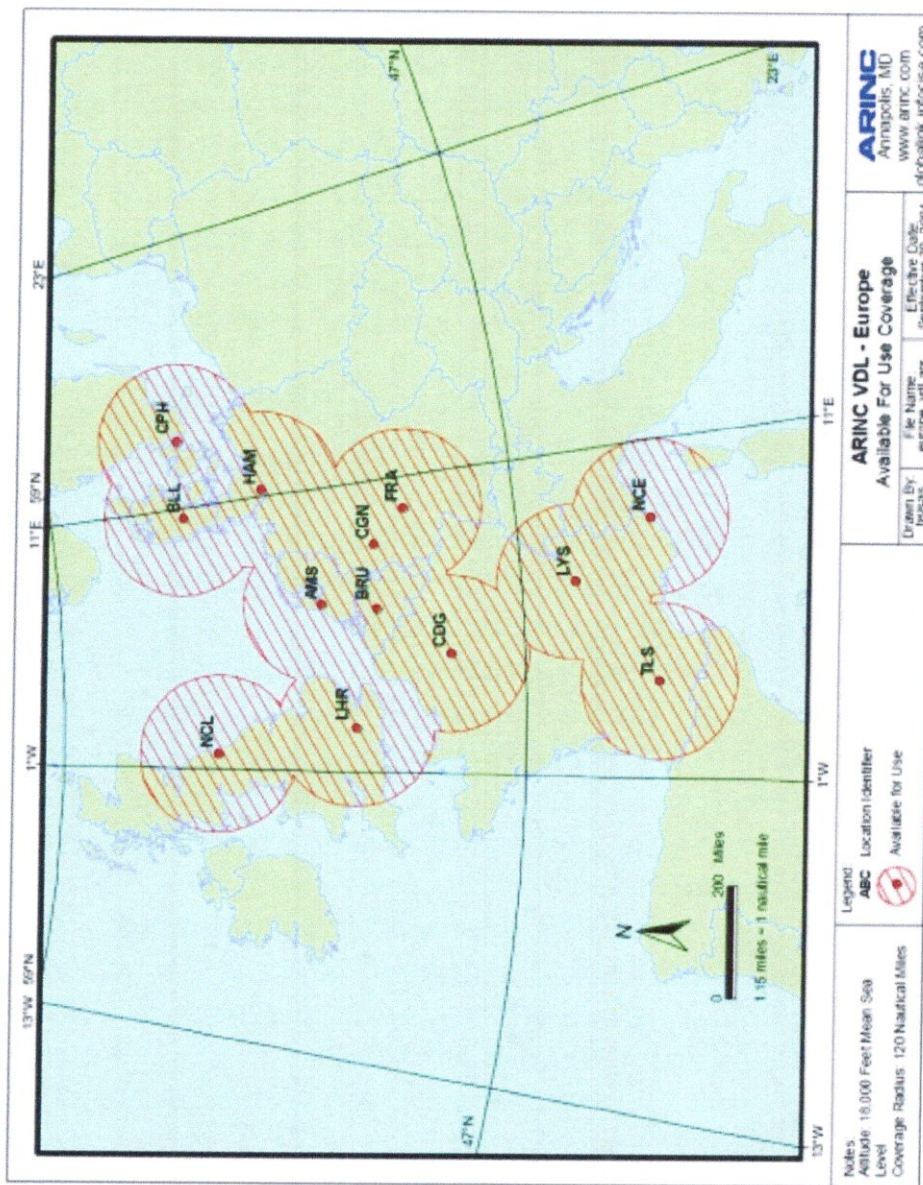 13°W
59°N
1°W
11°E
59°N
23°E
NCL
BLL
CPH
HAM
AMS
LHR
BRU
CGN
FRA
CDG
47°N
47°N
LYS
TLS
NCE
N
0 200 Miles
1.15 miles = 1 nautical mile
13°W
1°W
11°E
23°E
Notes
Altitude: 18,000 Feet Mean Sea
Level
Coverage Radius: 120 Nautical Miles
Legend
ABC Location Identifier
Available for Use
ARINC VDL - Europe
Available For Use Coverage
Drawn By:
File Name
Effective Date:
ARINC
Annapolis, MD
www.arinc.com